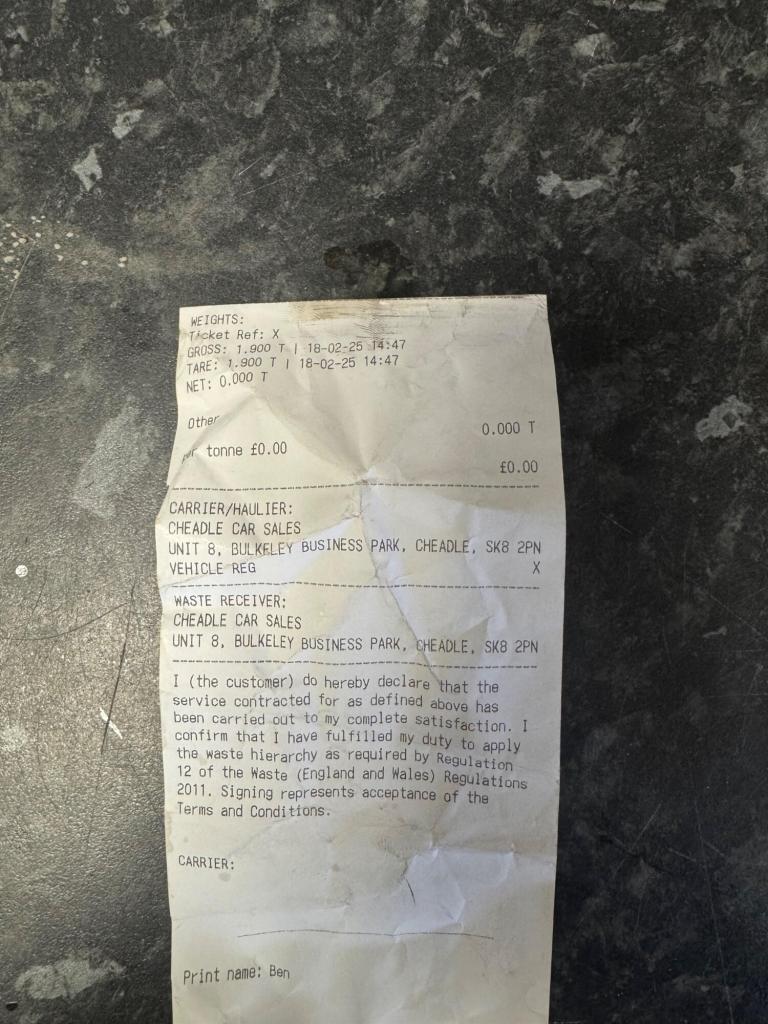 WEIGHTS:
Ticket Ref: X
GROSS: 1.900 T | 18-02-25 14:47
TARE: 1.900 T | 18-02-25 14:47
NET: 0.000 T
Other
0.000 T
tonne £0.00
£0.00
CARRIER/HAULIER:
CHEADLE CAR SALES
UNIT 8, BULKELEY BUSINESS PARK, CHEADLE, SK8 2PN
VEHICLE REG X
WASTE RECEIVER:
CHEADLE CAR SALES
UNIT 8, BULKELEY BUSINESS PARK, CHEADLE, SK8 2PN
I (the customer) do hereby declare that the
service contracted for as defined above has
been carried out to my complete satisfaction. I
confirm that I have fulfilled my duty to apply
the waste hierarchy as required by Regulation
12 of the Waste (England and Wales) Regulations
2011. Signing represents acceptance of the
Terms and Conditions.
CARRIER:
Print name: Ben